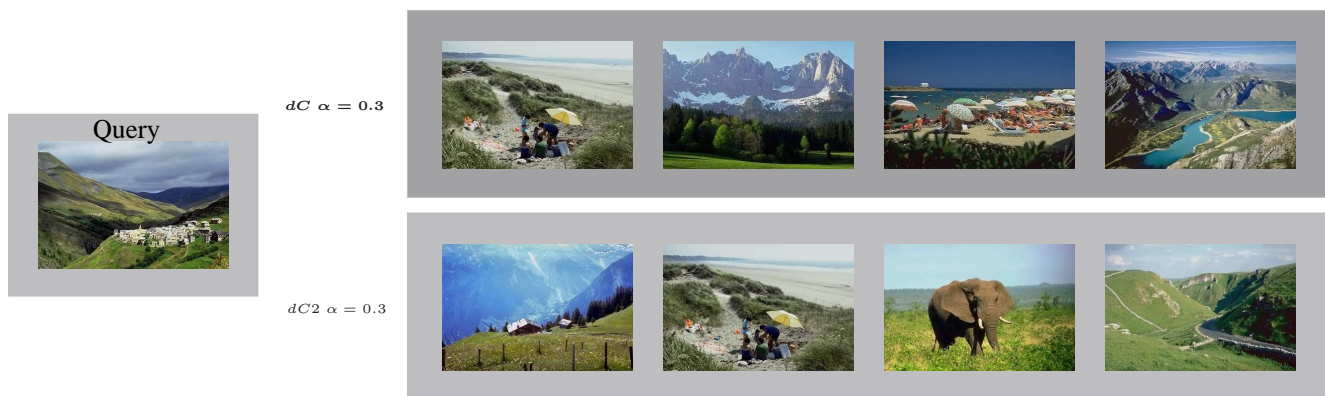 Query
dC α = 0.3
dC2 α = 0.3